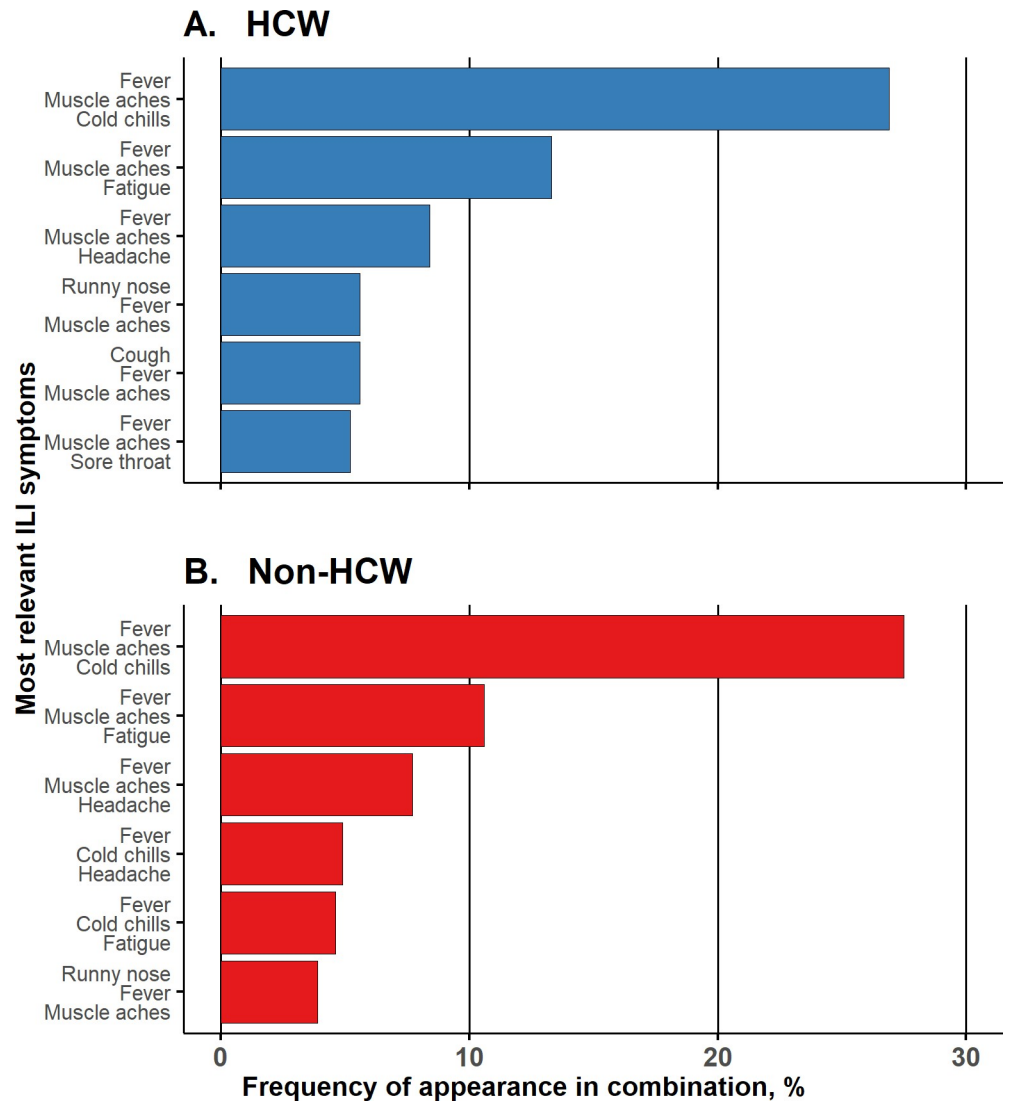 A. HCW
Fever
Muscle aches
Cold chills
Fever
Muscle aches
Fatigue
Fever
Muscle aches
Headache
Runny nose
Fever
Muscle aches
Cough
Fever
Muscle aches
Fever
Muscle aches
Sore throat
Most relevant ILI symptoms
B. Non-HCW
Fever
Muscle aches
Cold chills
Fever
Muscle aches
Fatigue
Fever
Muscle aches
Headache
Fever
Cold chills
Headache
Fever
Cold chills
Fatigue
Runny nose
Fever
Muscle aches
0 10 20 30
Frequency of appearance in combination, %